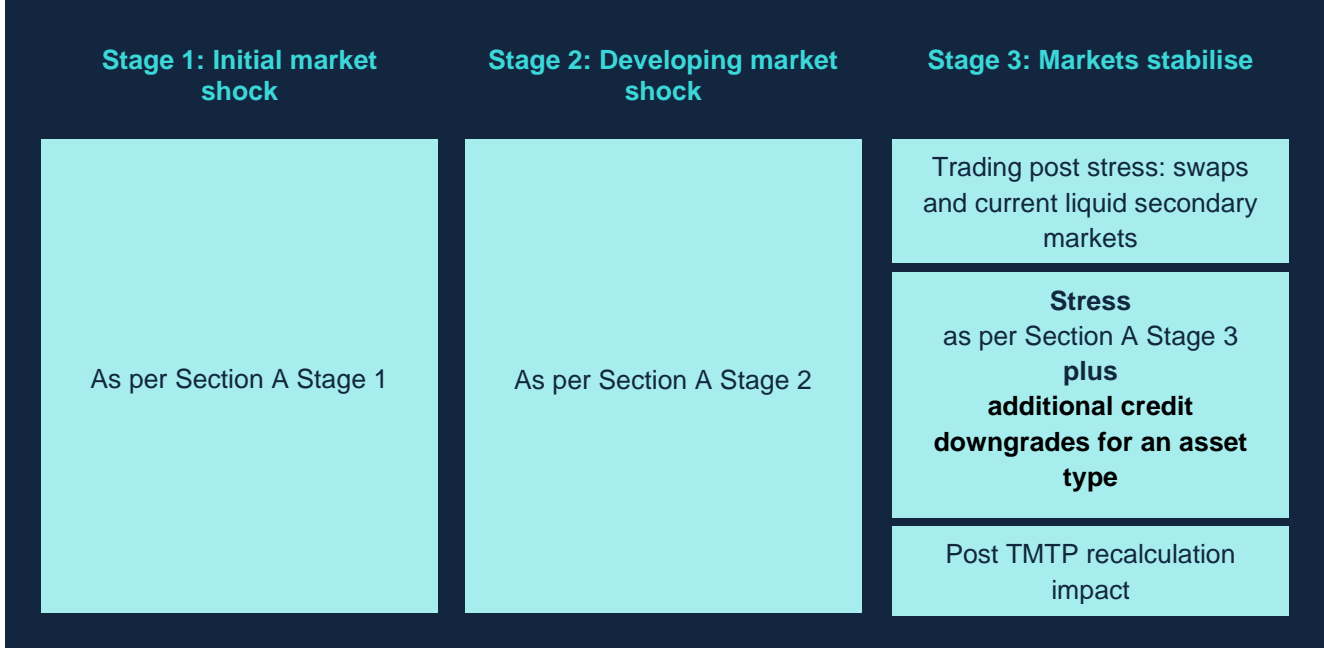 Stage 1: Initial market
shock
Stage 2: Developing market
shock
Stage 3: Markets stabilise
As per Section A Stage 1
As per Section A Stage 2
Trading post stress: swaps
and current liquid secondary
markets
Stress
as per Section A Stage 3
plus
additional credit
downgrades for an asset
type
Post TMTP recalculation
impact